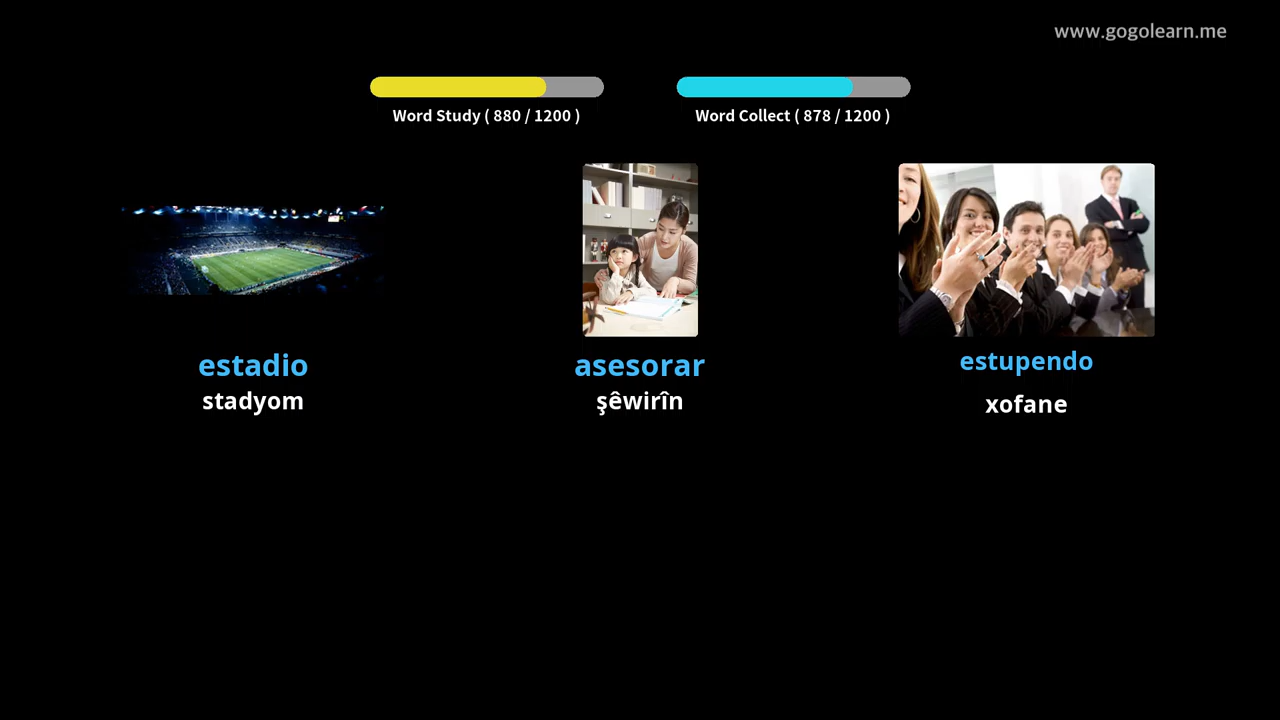 www.gogolearn.me
Word Study ( 880 / 1200 )
Word Collect ( 878 / 1200 )
estadio
stadyom
asesorar
şêwirîn
estupendo
xofane